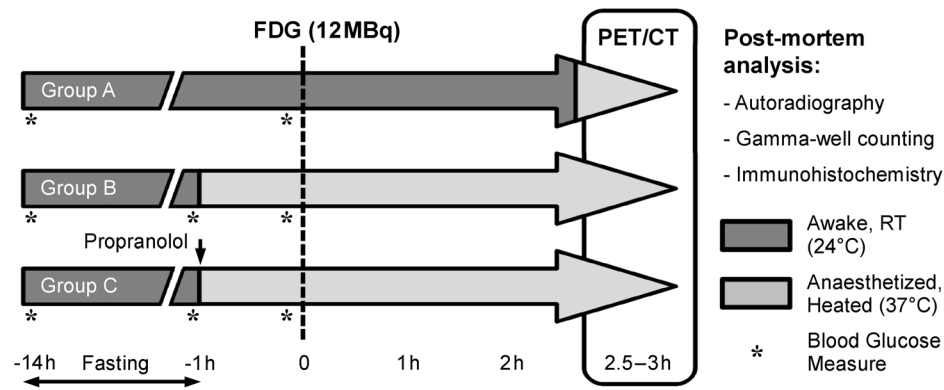 FDG (12MBq)
PET/CT
Group A
* *
Group B
* * *
Propranolol
Group C
* * *
-14h Fasting -1h 0 1h 2h 2.5–3h
Post-mortem
analysis:
- Autoradiography
- Gamma-well counting
- Immunohistochemistry
Awake, RT
(24°C)
Anaesthetized,
Heated (37°C)
* Blood Glucose
Measure